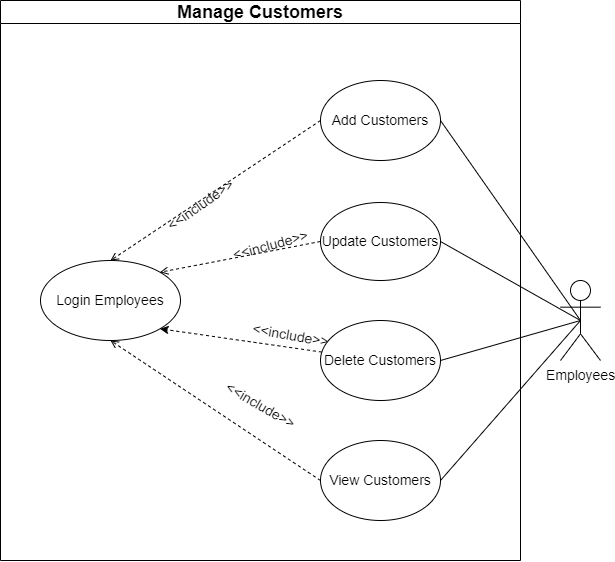 Manage Customers
Add Customers
<<include>>
Update Customers
<<include>>
Login Employees
<<include>>
Delete Customers
Employees
<<include>>
View Customers